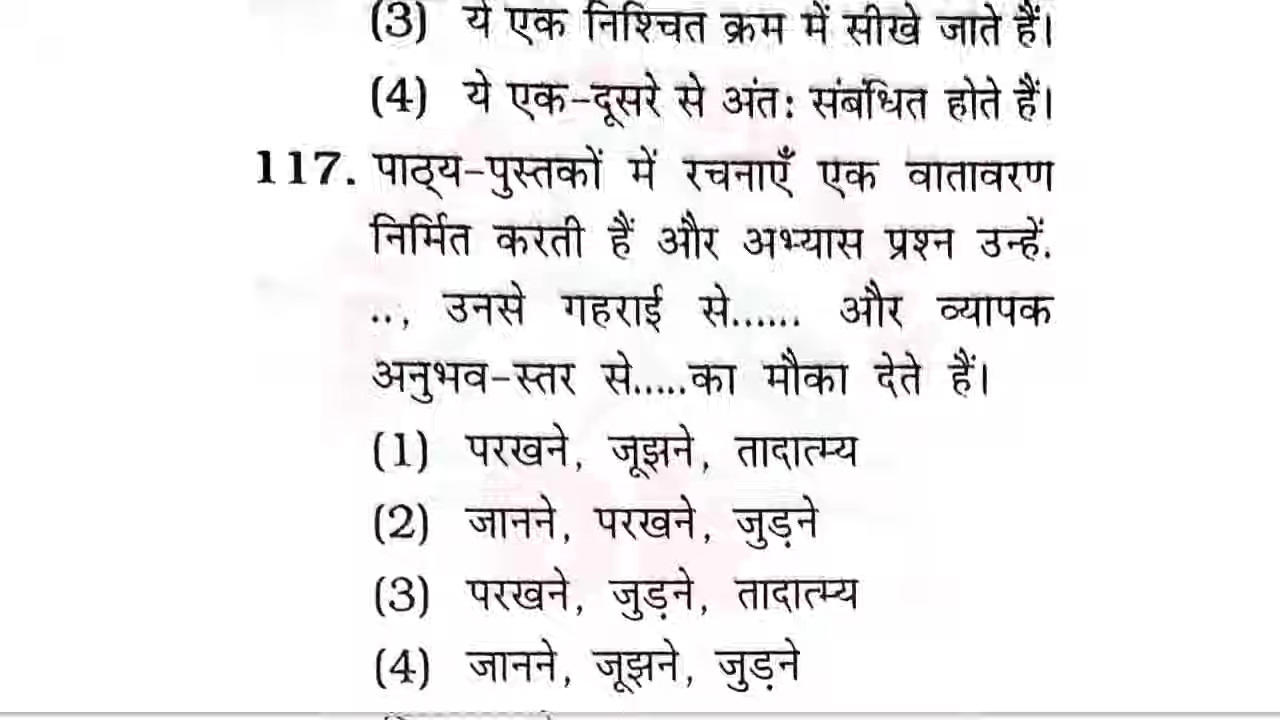 (3) ये एक निश्चित क्रम में सीखे जाते हैं।
(4) ये एक-दूसरे से अंत: संबंधित होते हैं।
117. पाठ्य-पुस्तकों में रचनाएँ एक वातावरण
निर्मित करती हैं और अभ्यास प्रश्न उन्हें.
.., उनसे गहराई से...... और व्यापक
अनुभव-स्तर से.....का मौका देते हैं।
(1) परखने, जूझने, तादात्म्य
(2) जानने, परखने, जुड़ने
(3) परखने, जुड़ने, तादात्म्य
(4) जानने, जूझने, जुड़ने